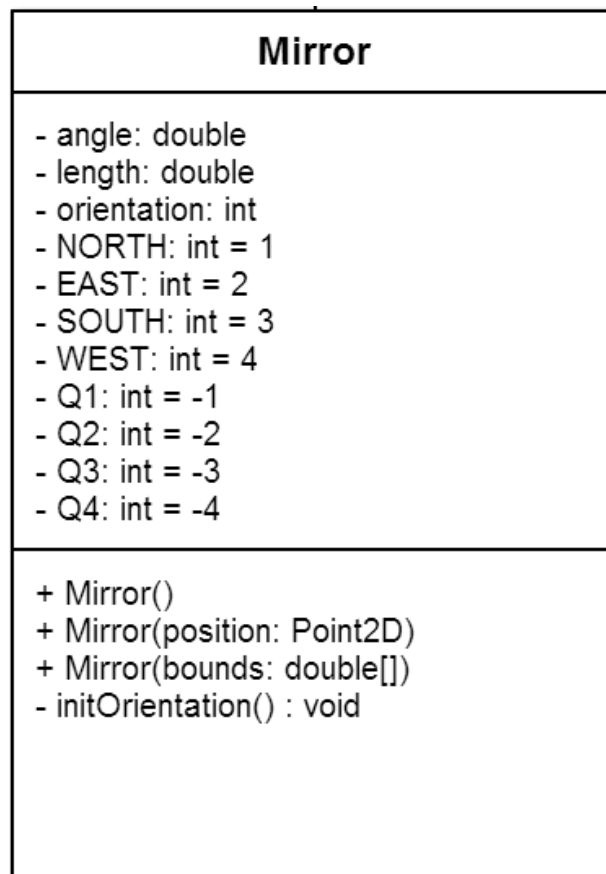 Mirror
- angle: double
- length: double
- orientation: int
- NORTH: int = 1
- EAST: int = 2
- SOUTH: int = 3
- WEST: int = 4
- Q1: int = -1
- Q2: int = -2
- Q3: int = -3
- Q4: int = -4
+ Mirror()
+ Mirror(position: Point2D)
+ Mirror(bounds: double[])
- initOrientation() : void